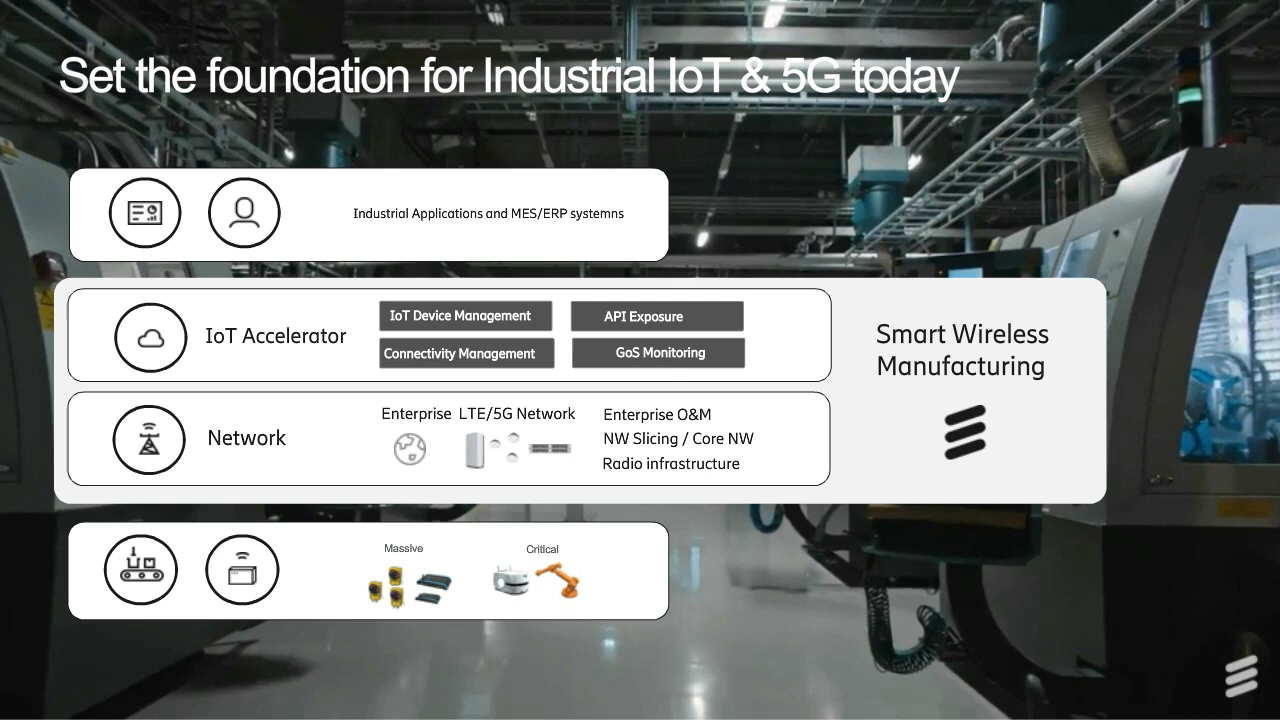 Set the foundation for Industrial IoT & 5G today
Industrial Applications and MES/ERP systemns
IoT Accelerator
IoT Device Management
API Exposure
Connectivity Management
GoS Monitoring
Smart Wireless
Manufacturing
Network
Enterprise LTE/5G Network
Enterprise O&M
NW Slicing / Core NW
Radio infrastructure
Massive
Critical